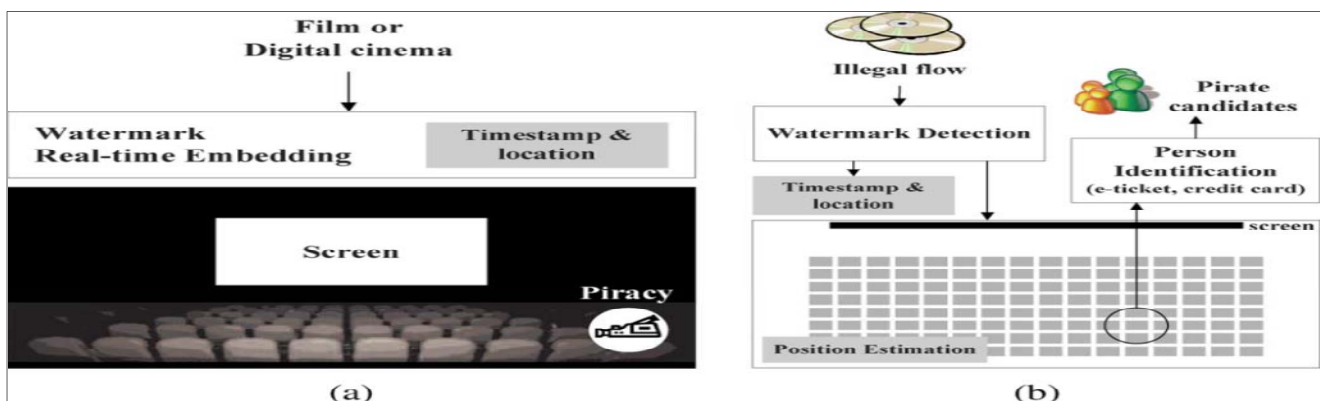 Film or
Digital cinema
Watermark
Real-time Embedding
Timestamp &
location
Screen
Piracy
(a)
Illegal flow
Watermark Detection
Timestamp &
location
Pirate
candidates
Person
Identification
(e-ticket, credit card)
screen
Position Estimation
(b)